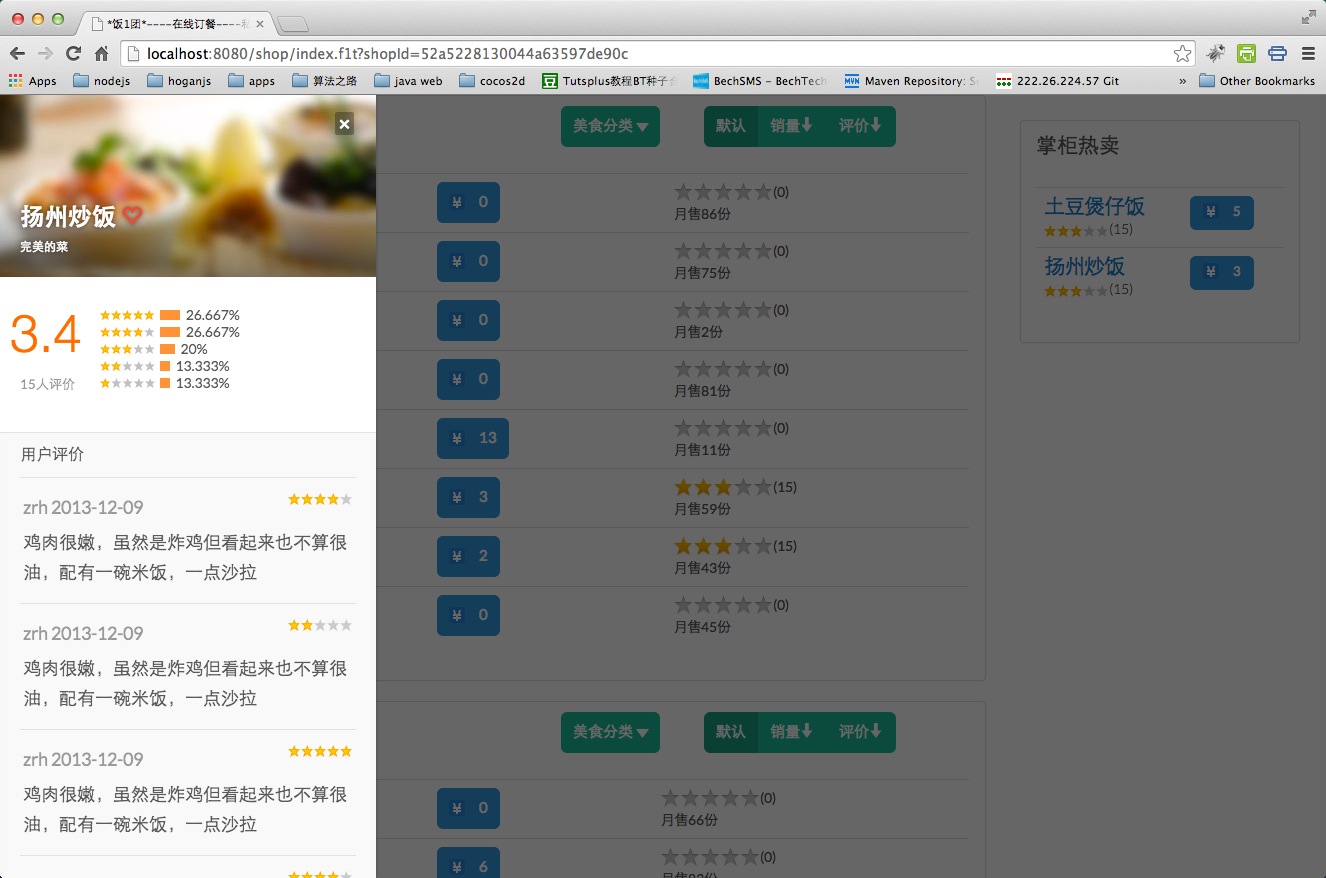 *饭1团*----在线订餐----
localhost:8080/shop/index.f1t?shopId=52a5228130044a63597de90c
Apps nodejs hoganjs apps 算法之路 java web cocos2d Tutsplus教程BT种子 BechSMS – BechTech Maven Repository: 222.26.224.57 Git » Other Bookmarks
扬州炒饭
完美的菜
3.4
15人评价
26.667%
26.667%
20%
13.333%
13.333%
用户评价
zrh 2013-12-09
鸡肉很嫩，虽然是炸鸡但看起来也不算很
油，配有一碗米饭，一点沙拉
zrh 2013-12-09
鸡肉很嫩，虽然是炸鸡但看起来也不算很
油，配有一碗米饭，一点沙拉
zrh 2013-12-09
鸡肉很嫩，虽然是炸鸡但看起来也不算很
油，配有一碗米饭，一点沙拉
美食分类 默认 销量 评价
¥ 0 (0)
月售86份
¥ 0 (0)
月售75份
¥ 0 (0)
月售2份
¥ 0 (0)
月售81份
¥ 13 (0)
月售11份
¥ 3 (15)
月售59份
¥ 2 (15)
月售43份
¥ 0 (0)
月售45份
美食分类 默认 销量 评价
¥ 0 (0)
月售66份
¥ 6 (0)
掌柜热卖
土豆煲仔饭 ¥ 5
(15)
扬州炒饭 ¥ 3
(15)